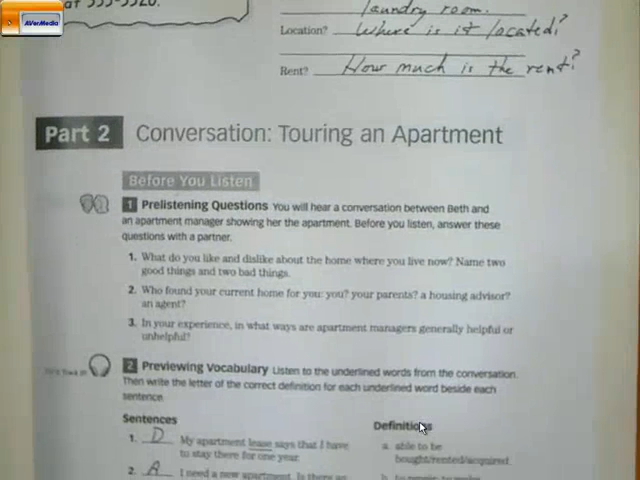 at 555-5520.
AVerMedia
laundry room.
Location? Where is it located?
Rent? How much is the rent?
Part 2 Conversation: Touring an Apartment
Before You Listen
1 Prelistening Questions You will hear a conversation between Beth and
an apartment manager showing her the apartment. Before you listen, answer these
questions with a partner.
1. What do you like and dislike about the home where you live now? Name two
good things and two bad things.
2. Who found your current home for you: you? your parents? a housing advisor?
an agent?
3. In your experience, in what ways are apartment managers generally helpful or
unhelpful?
2 Previewing Vocabulary Listen to the underlined words from the conversation.
Then write the letter of the correct definition for each underlined word beside each
sentence.
Sentences
Definitions
1. D My apartment lease says that I have
to stay there for one year.
a. able to be
bought/rented/acquired
2. A I need a new apartment. Is there an